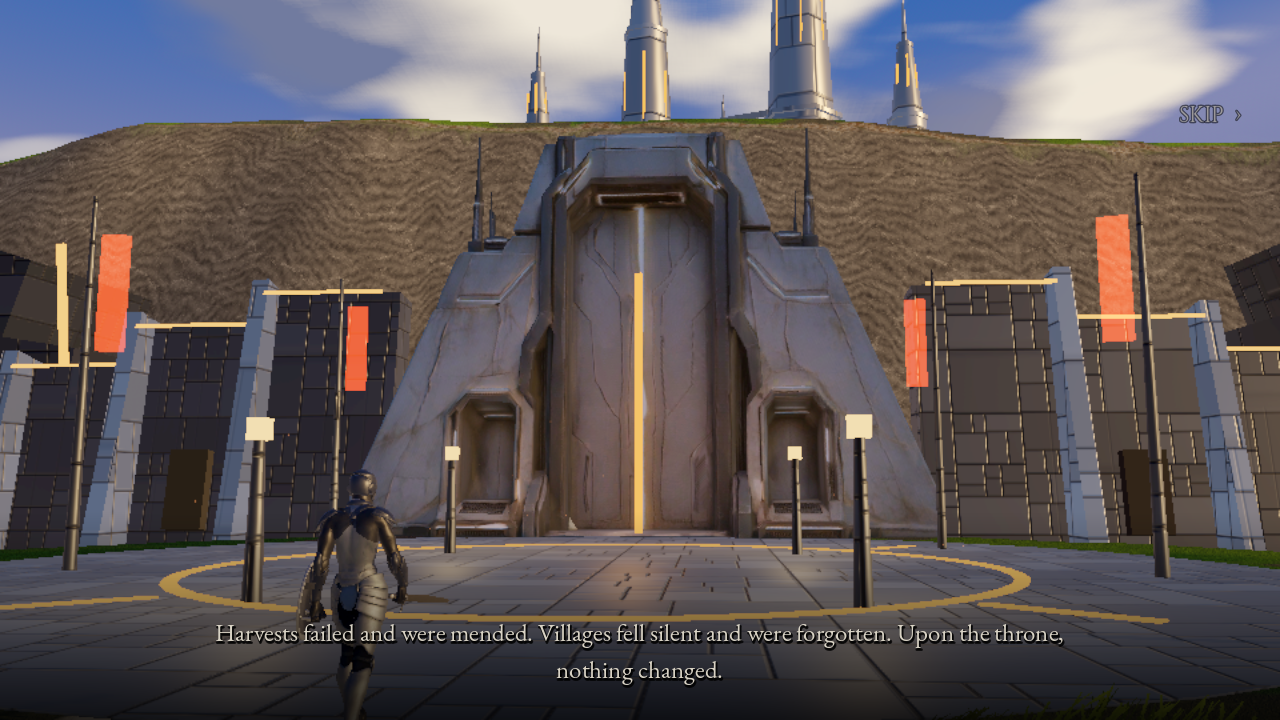 SKIP ›
Harvests failed and were mended. Villages fell silent and were forgotten. Upon the throne,
nothing changed.